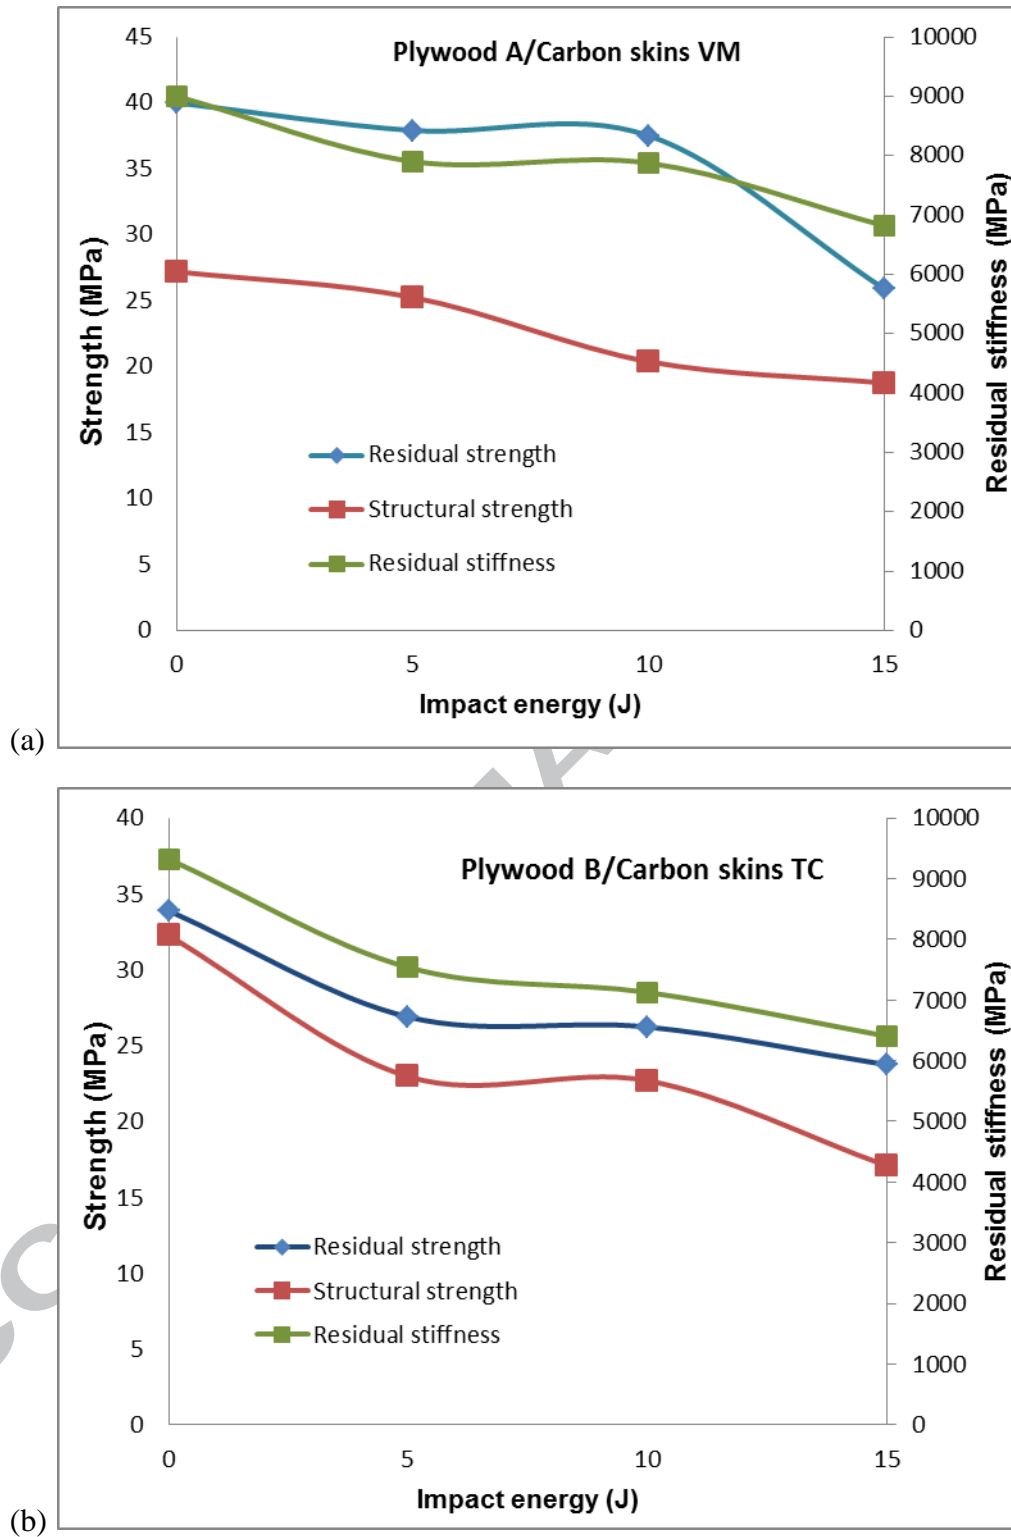 Plywood A/Carbon skins VM
45
40
35
30
25
20
15
10
5
0
Strength (MPa)
10000
9000
8000
7000
6000
5000
4000
3000
2000
1000
0
Residual stiffness (MPa)
Residual strength
Structural strength
Residual stiffness
0 5 10 15
Impact energy (J)
(a)
Plywood B/Carbon skins TC
40
35
30
25
20
15
10
5
0
Strength (MPa)
10000
9000
8000
7000
6000
5000
4000
3000
2000
1000
0
Residual stiffness (MPa)
Residual strength
Structural strength
Residual stiffness
0 5 10 15
Impact energy (J)
(b)